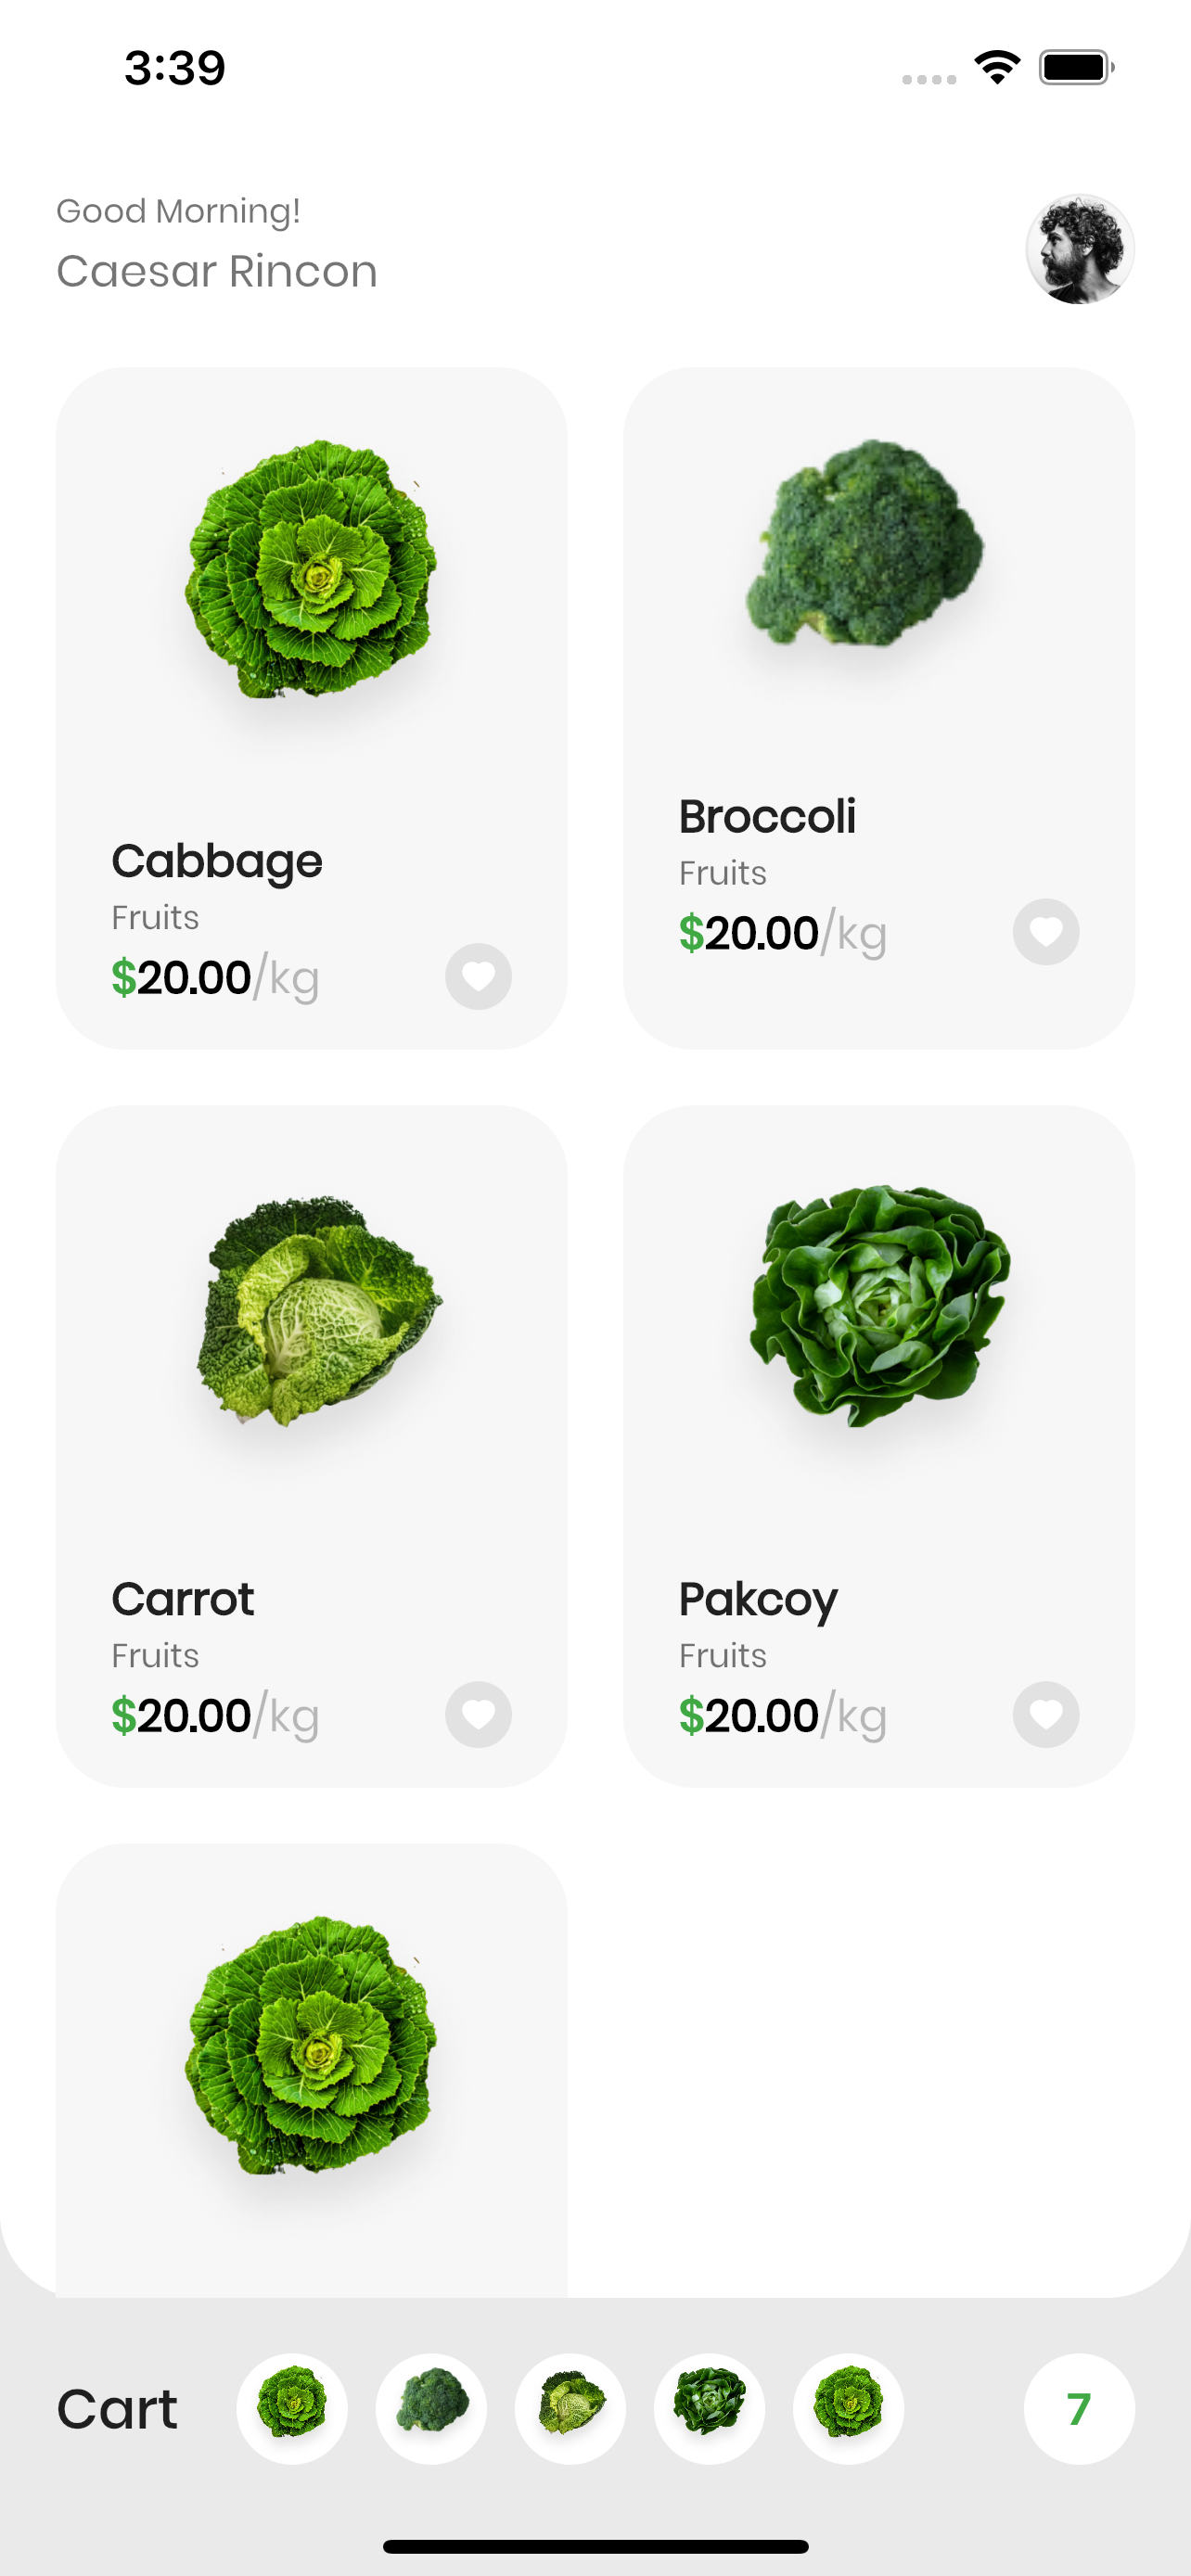 3:39
Good Morning!
Caesar Rincon
Cabbage
Fruits
$20.00/kg
Broccoli
Fruits
$20.00/kg
Carrot
Fruits
$20.00/kg
Pakcoy
Fruits
$20.00/kg
Cart
7